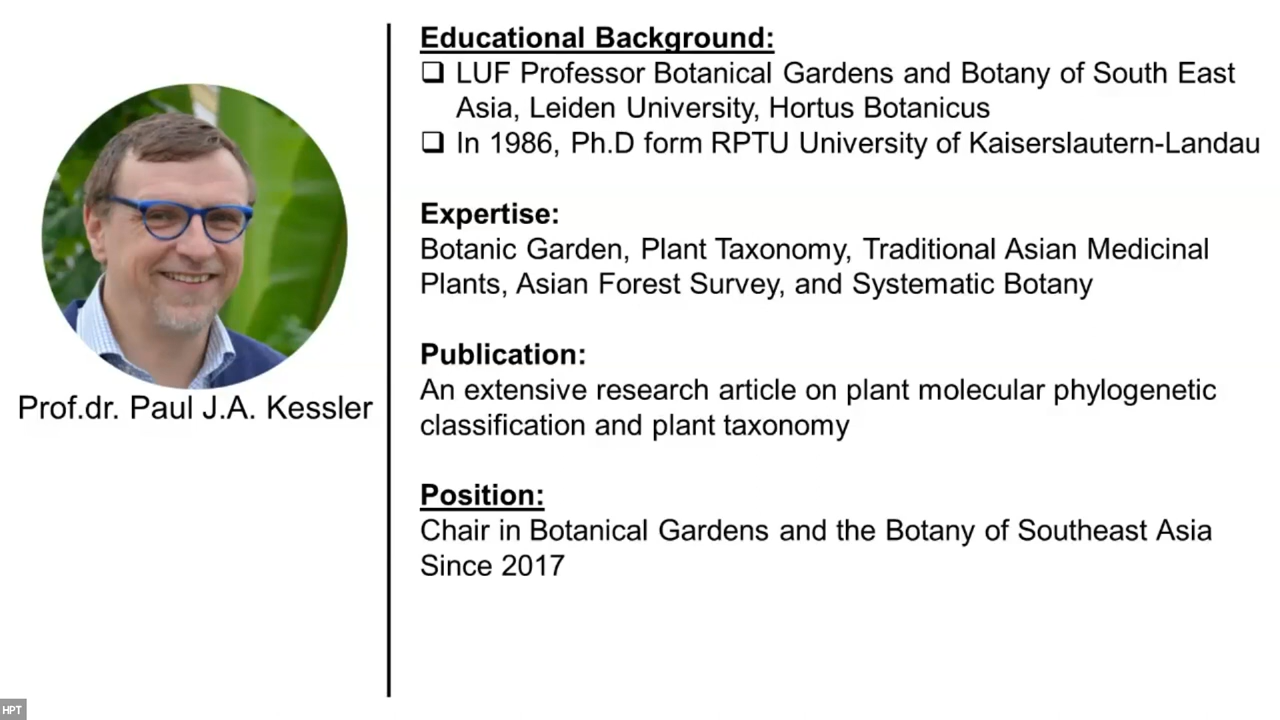 Educational Background:
❑ LUF Professor Botanical Gardens and Botany of South East
Asia, Leiden University, Hortus Botanicus
❑ In 1986, Ph.D form RPTU University of Kaiserslautern-Landau
Expertise:
Botanic Garden, Plant Taxonomy, Traditional Asian Medicinal
Plants, Asian Forest Survey, and Systematic Botany
Publication:
An extensive research article on plant molecular phylogenetic
classification and plant taxonomy
Position:
Chair in Botanical Gardens and the Botany of Southeast Asia
Since 2017
Prof.dr. Paul J.A. Kessler
HPT